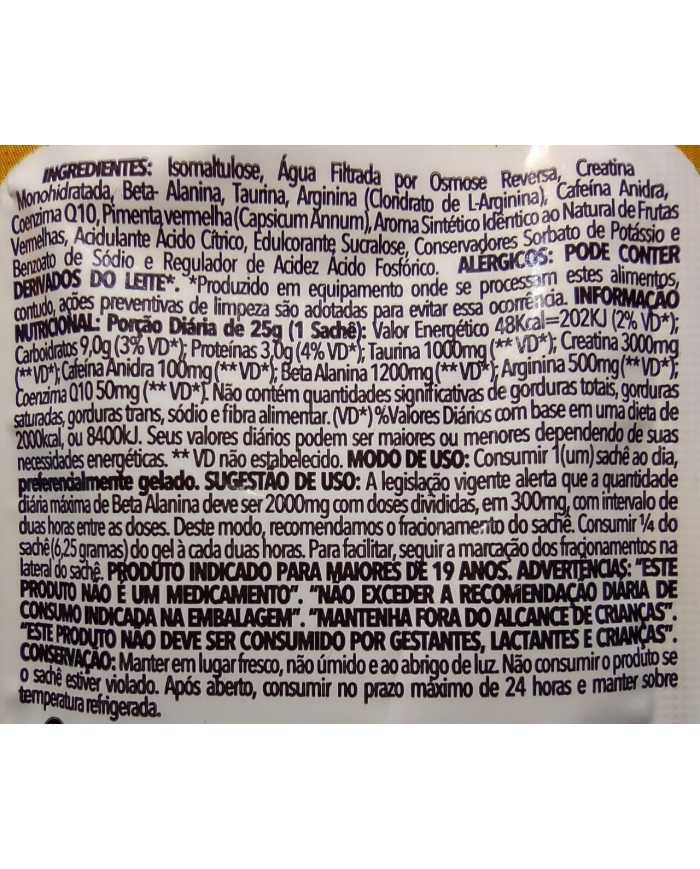 INGREDIENTES: Isomaltulose, Água Filtrada por Osmose Reversa, Creatina
Monohidratada, Beta- Alanina, Taurina, Arginina (Cloridrato de L-Arginina), Cafeína Anidra,
Coenzima Q10, Pimenta vermelha (Capsicum Annum), Aroma Sintético Idêntico ao Natural de Frutas
Vermelhas, Acidulante Ácido Cítrico, Edulcorante Sucralose, Conservadores Sorbato de Potássio e
Benzoato de Sódio e Regulador de Acidez Ácido Fosfórico. ALÉRGICOS: PODE CONTER
DERIVADOS DO LEITE*. *Produzido em equipamento onde se processam estes alimentos,
contudo, ações preventivas de limpeza são adotadas para evitar essa ocorrência. INFORMAÇÃO
NUTRICIONAL: Porção Diária de 25g (1 Sachê): Valor Energético 48Kcal=202KJ (2% VD*);
Carboidratos 9,0g (3% VD*); Proteínas 3,0g (4% VD*); Taurina 1000mg (** VD*); Creatina 3000mg
(** VD*); Cafeína Anidra 100mg (** VD*); Beta Alanina 1200mg (** VD*); Arginina 500mg (** VD*);
Coenzima Q10 50mg (** VD*). Não contém quantidades significativas de gorduras totais, gorduras
saturadas, gorduras trans, sódio e fibra alimentar. (VD*) %Valores Diários com base em uma dieta de
2000kcal, ou 8400kJ. Seus valores diários podem ser maiores ou menores dependendo de suas
necessidades energéticas. ** VD não estabelecido. MODO DE USO: Consumir 1(um) sachê ao dia,
preferencialmente gelado. SUGESTÃO DE USO: A legislação vigente alerta que a quantidade
diária máxima de Beta Alanina deve ser 2000mg com doses divididas, em 300mg, com intervalo de
duas horas entre as doses. Deste modo, recomendamos o fracionamento do sachê. Consumir ¼ do
sachê (6,25 gramas) do gel à cada duas horas. Para facilitar, seguir a marcação dos fracionamentos na
lateral do sachê. PRODUTO INDICADO PARA MAIORES DE 19 ANOS. ADVERTÊNCIAS: "ESTE
PRODUTO NÃO É UM MEDICAMENTO". "NÃO EXCEDER A RECOMENDAÇÃO DIÁRIA DE
CONSUMO INDICADA NA EMBALAGEM". "MANTENHA FORA DO ALCANCE DE CRIANÇAS".
"ESTE PRODUTO NÃO DEVE SER CONSUMIDO POR GESTANTES, LACTANTES E CRIANÇAS".
CONSERVAÇÃO: Manter em lugar fresco, não úmido e ao abrigo de luz. Não consumir o produto se
o sachê estiver violado. Após aberto, consumir no prazo máximo de 24 horas e manter sobre
temperatura refrigerada.